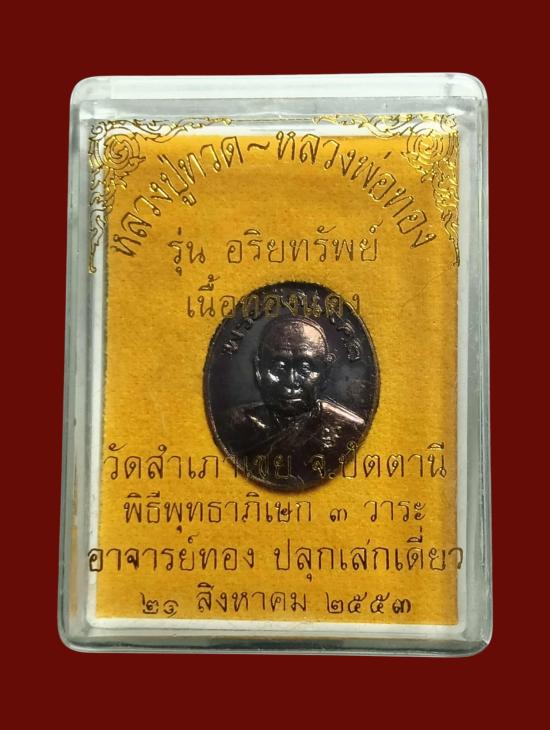 หลวงปู่ทวด ~ หลวงพ่อทอง
รุ่น อริยทรัพย์
เนื้อทองแดง
วัดสำเภาเชย จ.ปัตตานี
พิธีพุทธาภิเษก ๓ วาระ
อาจารย์ทอง ปลุกเสกเดี่ยว
๒๑ สิงหาคม ๒๕๕๓